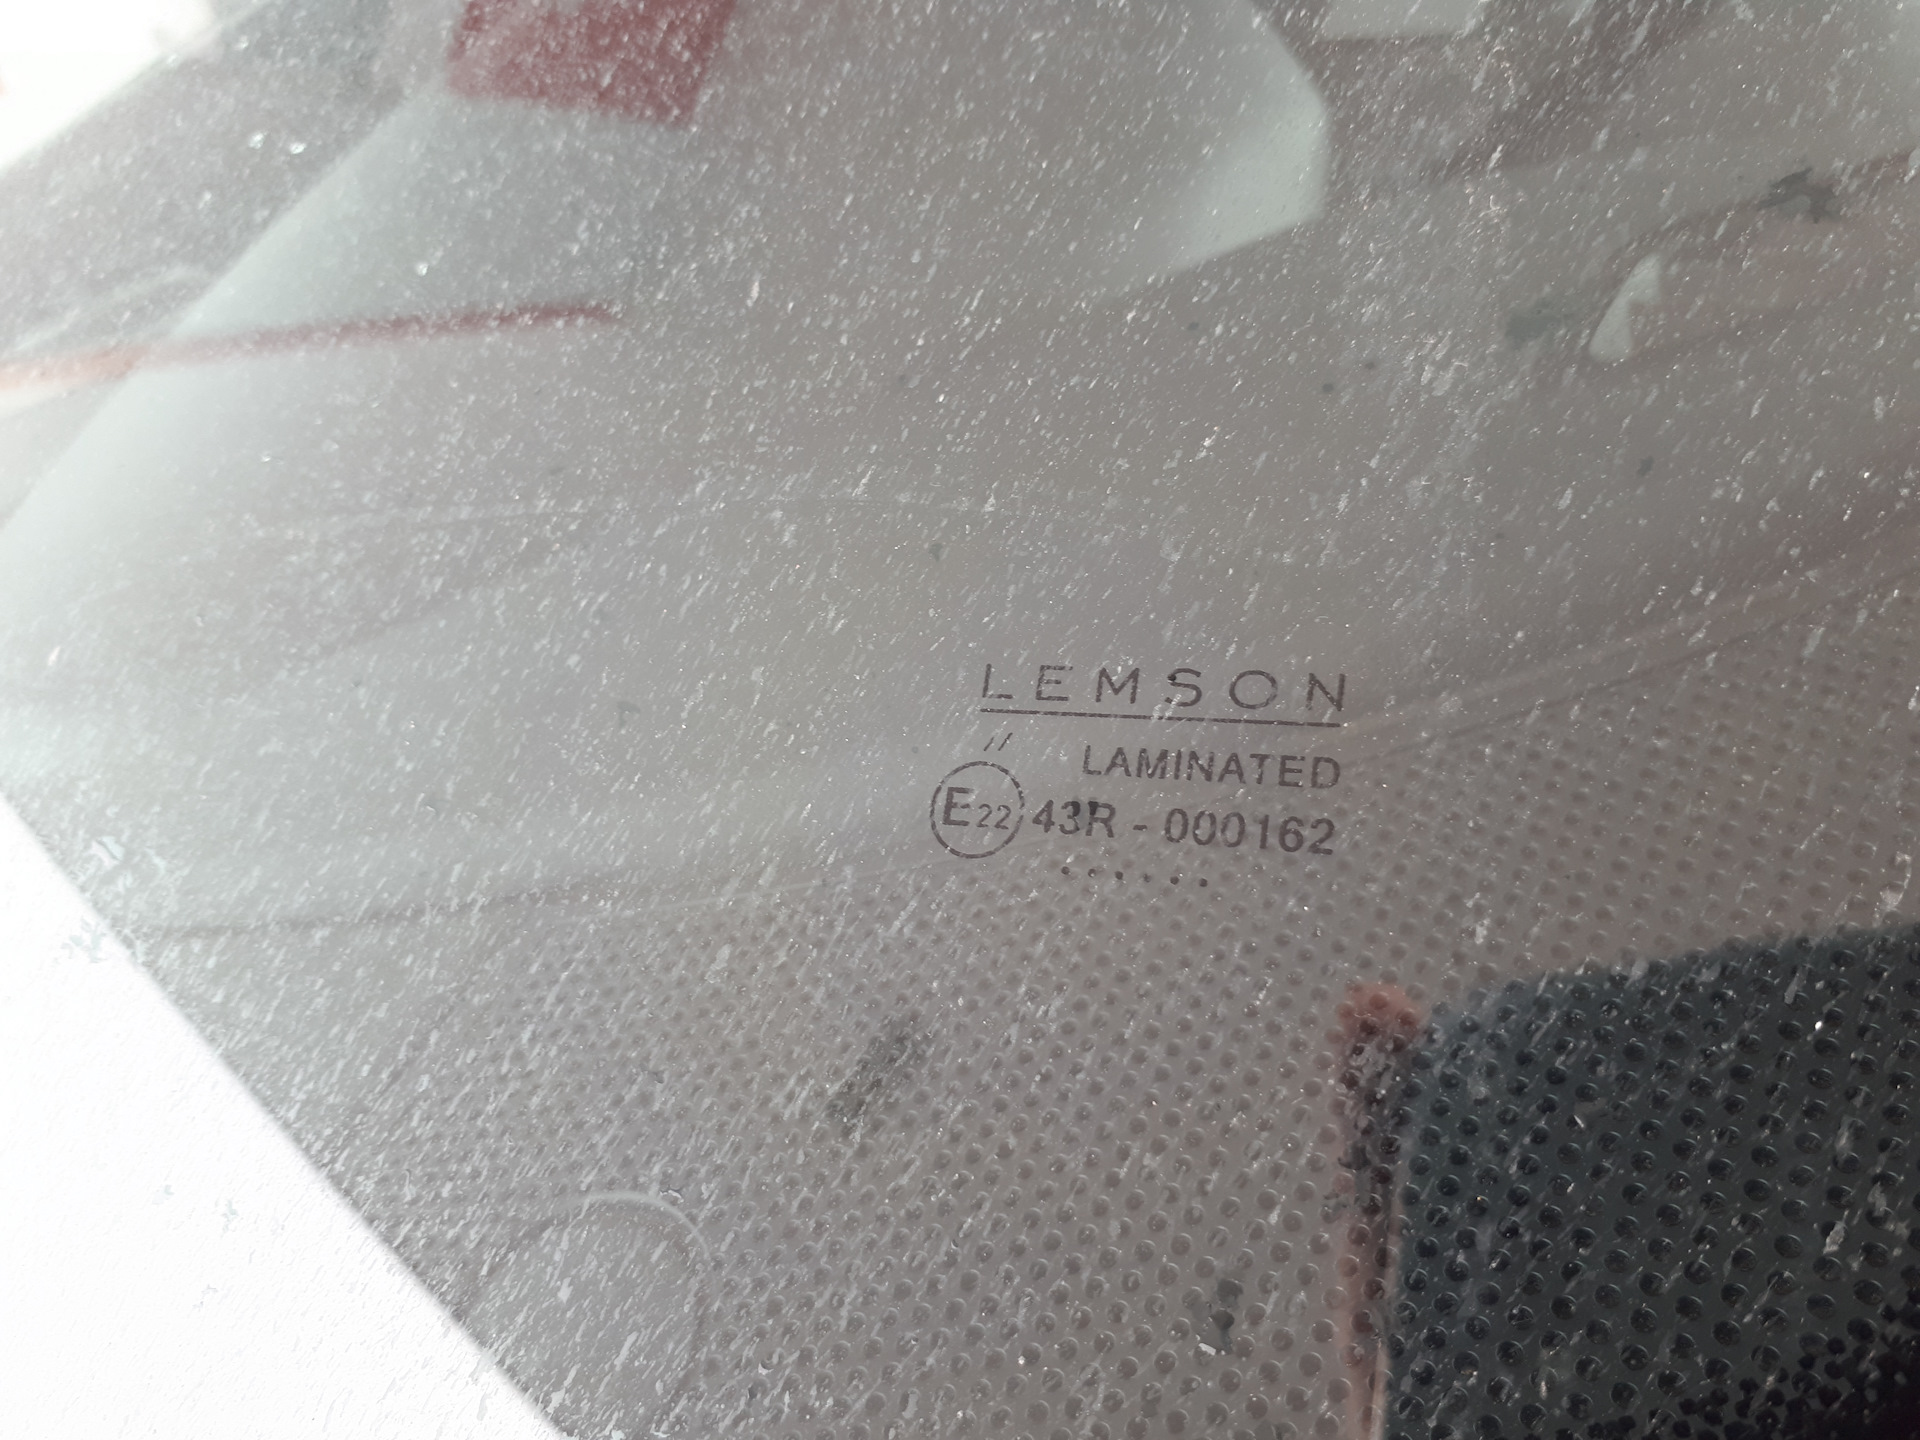 LEMSON
//
LAMINATED
E22 43R - 000162
......